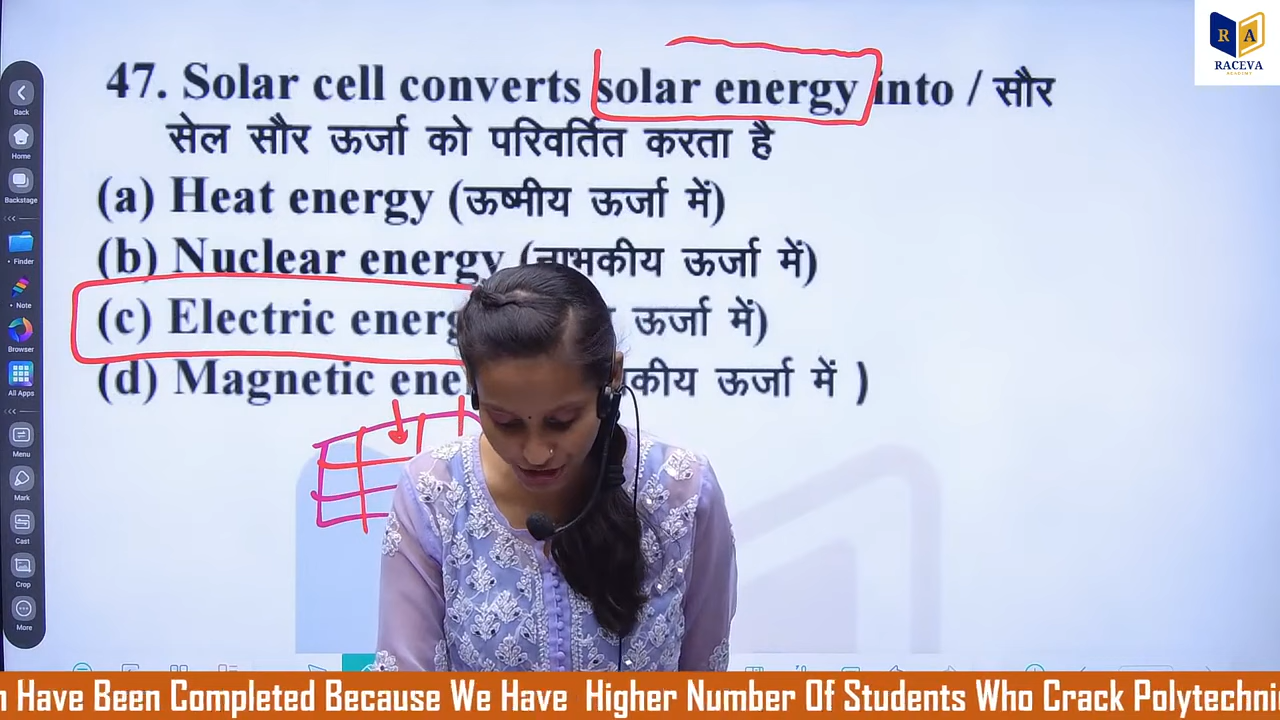 47. Solar cell converts solar energy into / सौर
सेल सौर ऊर्जा को परिवर्तित करता है
(a) Heat energy (ऊष्मीय ऊर्जा में)
(b) Nuclear energy (नाभकीय ऊर्जा में)
(c) Electric ऊर्जा में)
(d) Magnetic ऊर्जा में )
R A
RACEVA
ACADEMY
Back
Home
Backstage
Finder
Note
Browser
All Apps
Menu
Mark
Cast
Crop
More
Have Been Completed Because We Have Higher Number Of Students Who Crack